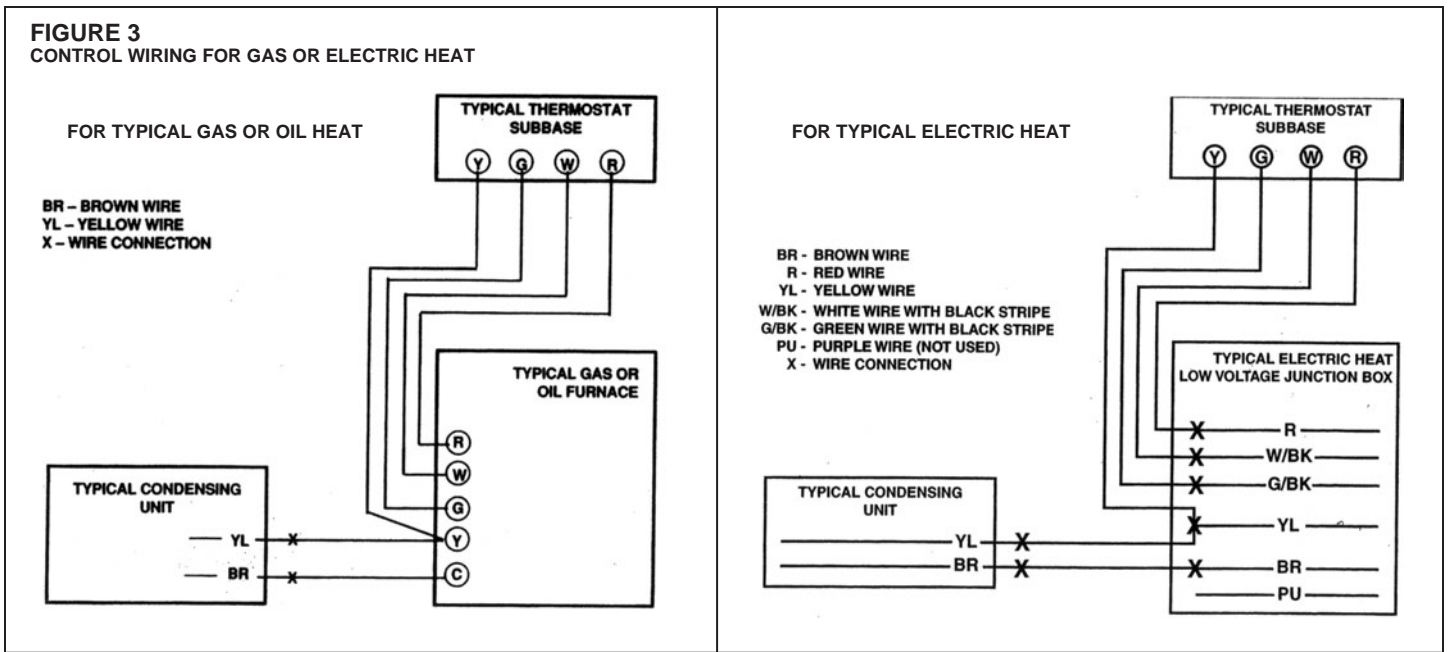 FIGURE 3
CONTROL WIRING FOR GAS OR ELECTRIC HEAT
FOR TYPICAL GAS OR OIL HEAT
TYPICAL THERMOSTAT
SUBBASE
Y G W R
BR – BROWN WIRE
YL – YELLOW WIRE
X – WIRE CONNECTION
TYPICAL GAS OR
OIL FURNACE
R
W
G
Y
C
TYPICAL CONDENSING
UNIT
YL X
BR X
FOR TYPICAL ELECTRIC HEAT
TYPICAL THERMOSTAT
SUBBASE
Y G W R
BR - BROWN WIRE
R - RED WIRE
YL - YELLOW WIRE
W/BK - WHITE WIRE WITH BLACK STRIPE
G/BK - GREEN WIRE WITH BLACK STRIPE
PU - PURPLE WIRE (NOT USED)
X - WIRE CONNECTION
TYPICAL ELECTRIC HEAT
LOW VOLTAGE JUNCTION BOX
X R
X W/BK
X G/BK
X YL
X BR
PU
TYPICAL CONDENSING
UNIT
YL X
BR X